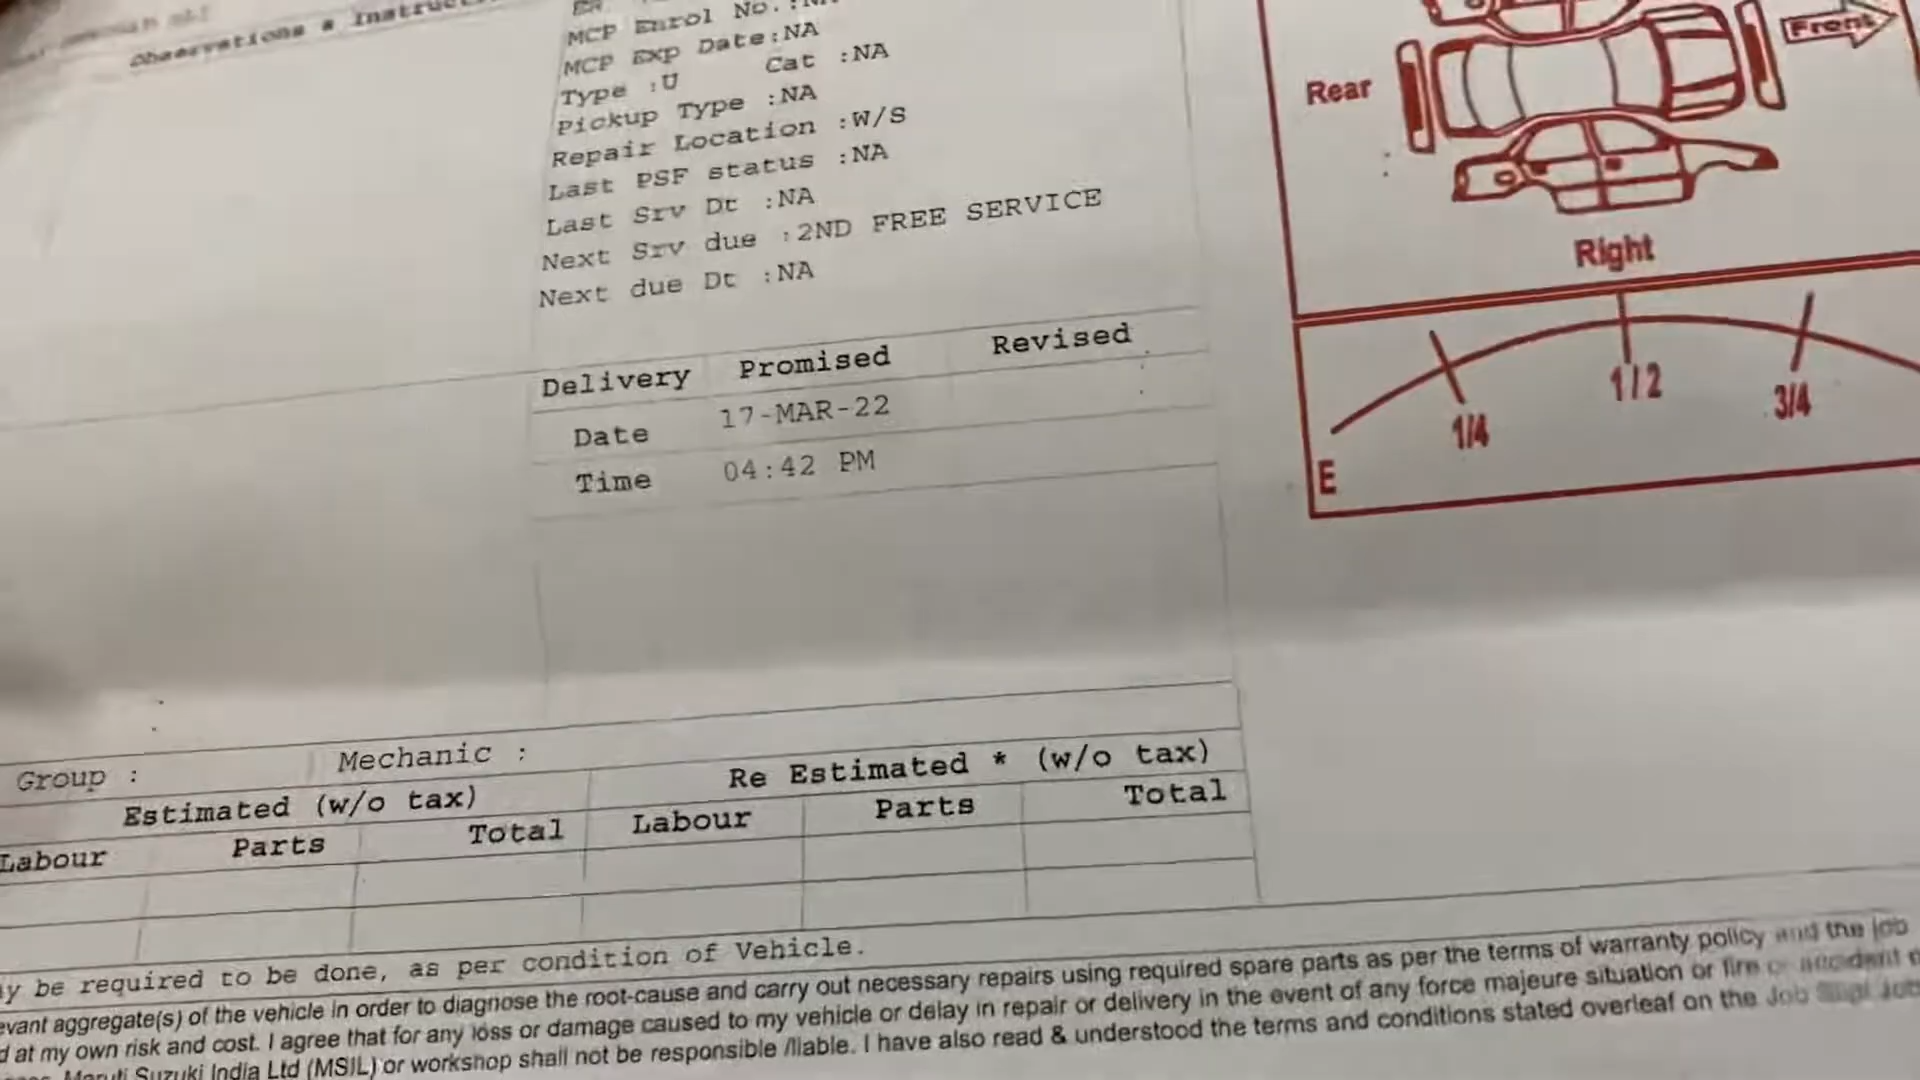 Observations & Instruct
MCP Enrol No.:NA
MCP Exp Date:NA
Type :U Cat :NA
Pickup Type :NA
Repair Location :W/S
Last PSF status :NA
Last Srv Dt :NA
Next Srv due :2ND FREE SERVICE
Next due Dt :NA
Delivery Promised Revised
Date 17-MAR-22
Time 04:42 PM
Front
Rear
Right
1/4 1/2 3/4
E
Group : Mechanic :
Estimated (w/o tax) Re Estimated * (w/o tax)
Labour Parts Total Labour Parts Total
y be required to be done, as per condition of Vehicle.
evant aggregate(s) of the vehicle in order to diagnose the root-cause and carry out necessary repairs using required spare parts as per the terms of warranty policy and the job
d at my own risk and cost. I agree that for any loss or damage caused to my vehicle or delay in repair or delivery in the event of any force majeure situation or fire or accident
Maruti Suzuki India Ltd (MSIL) or workshop shall not be responsible /liable. I have also read & understood the terms and conditions stated overleaf on the Job